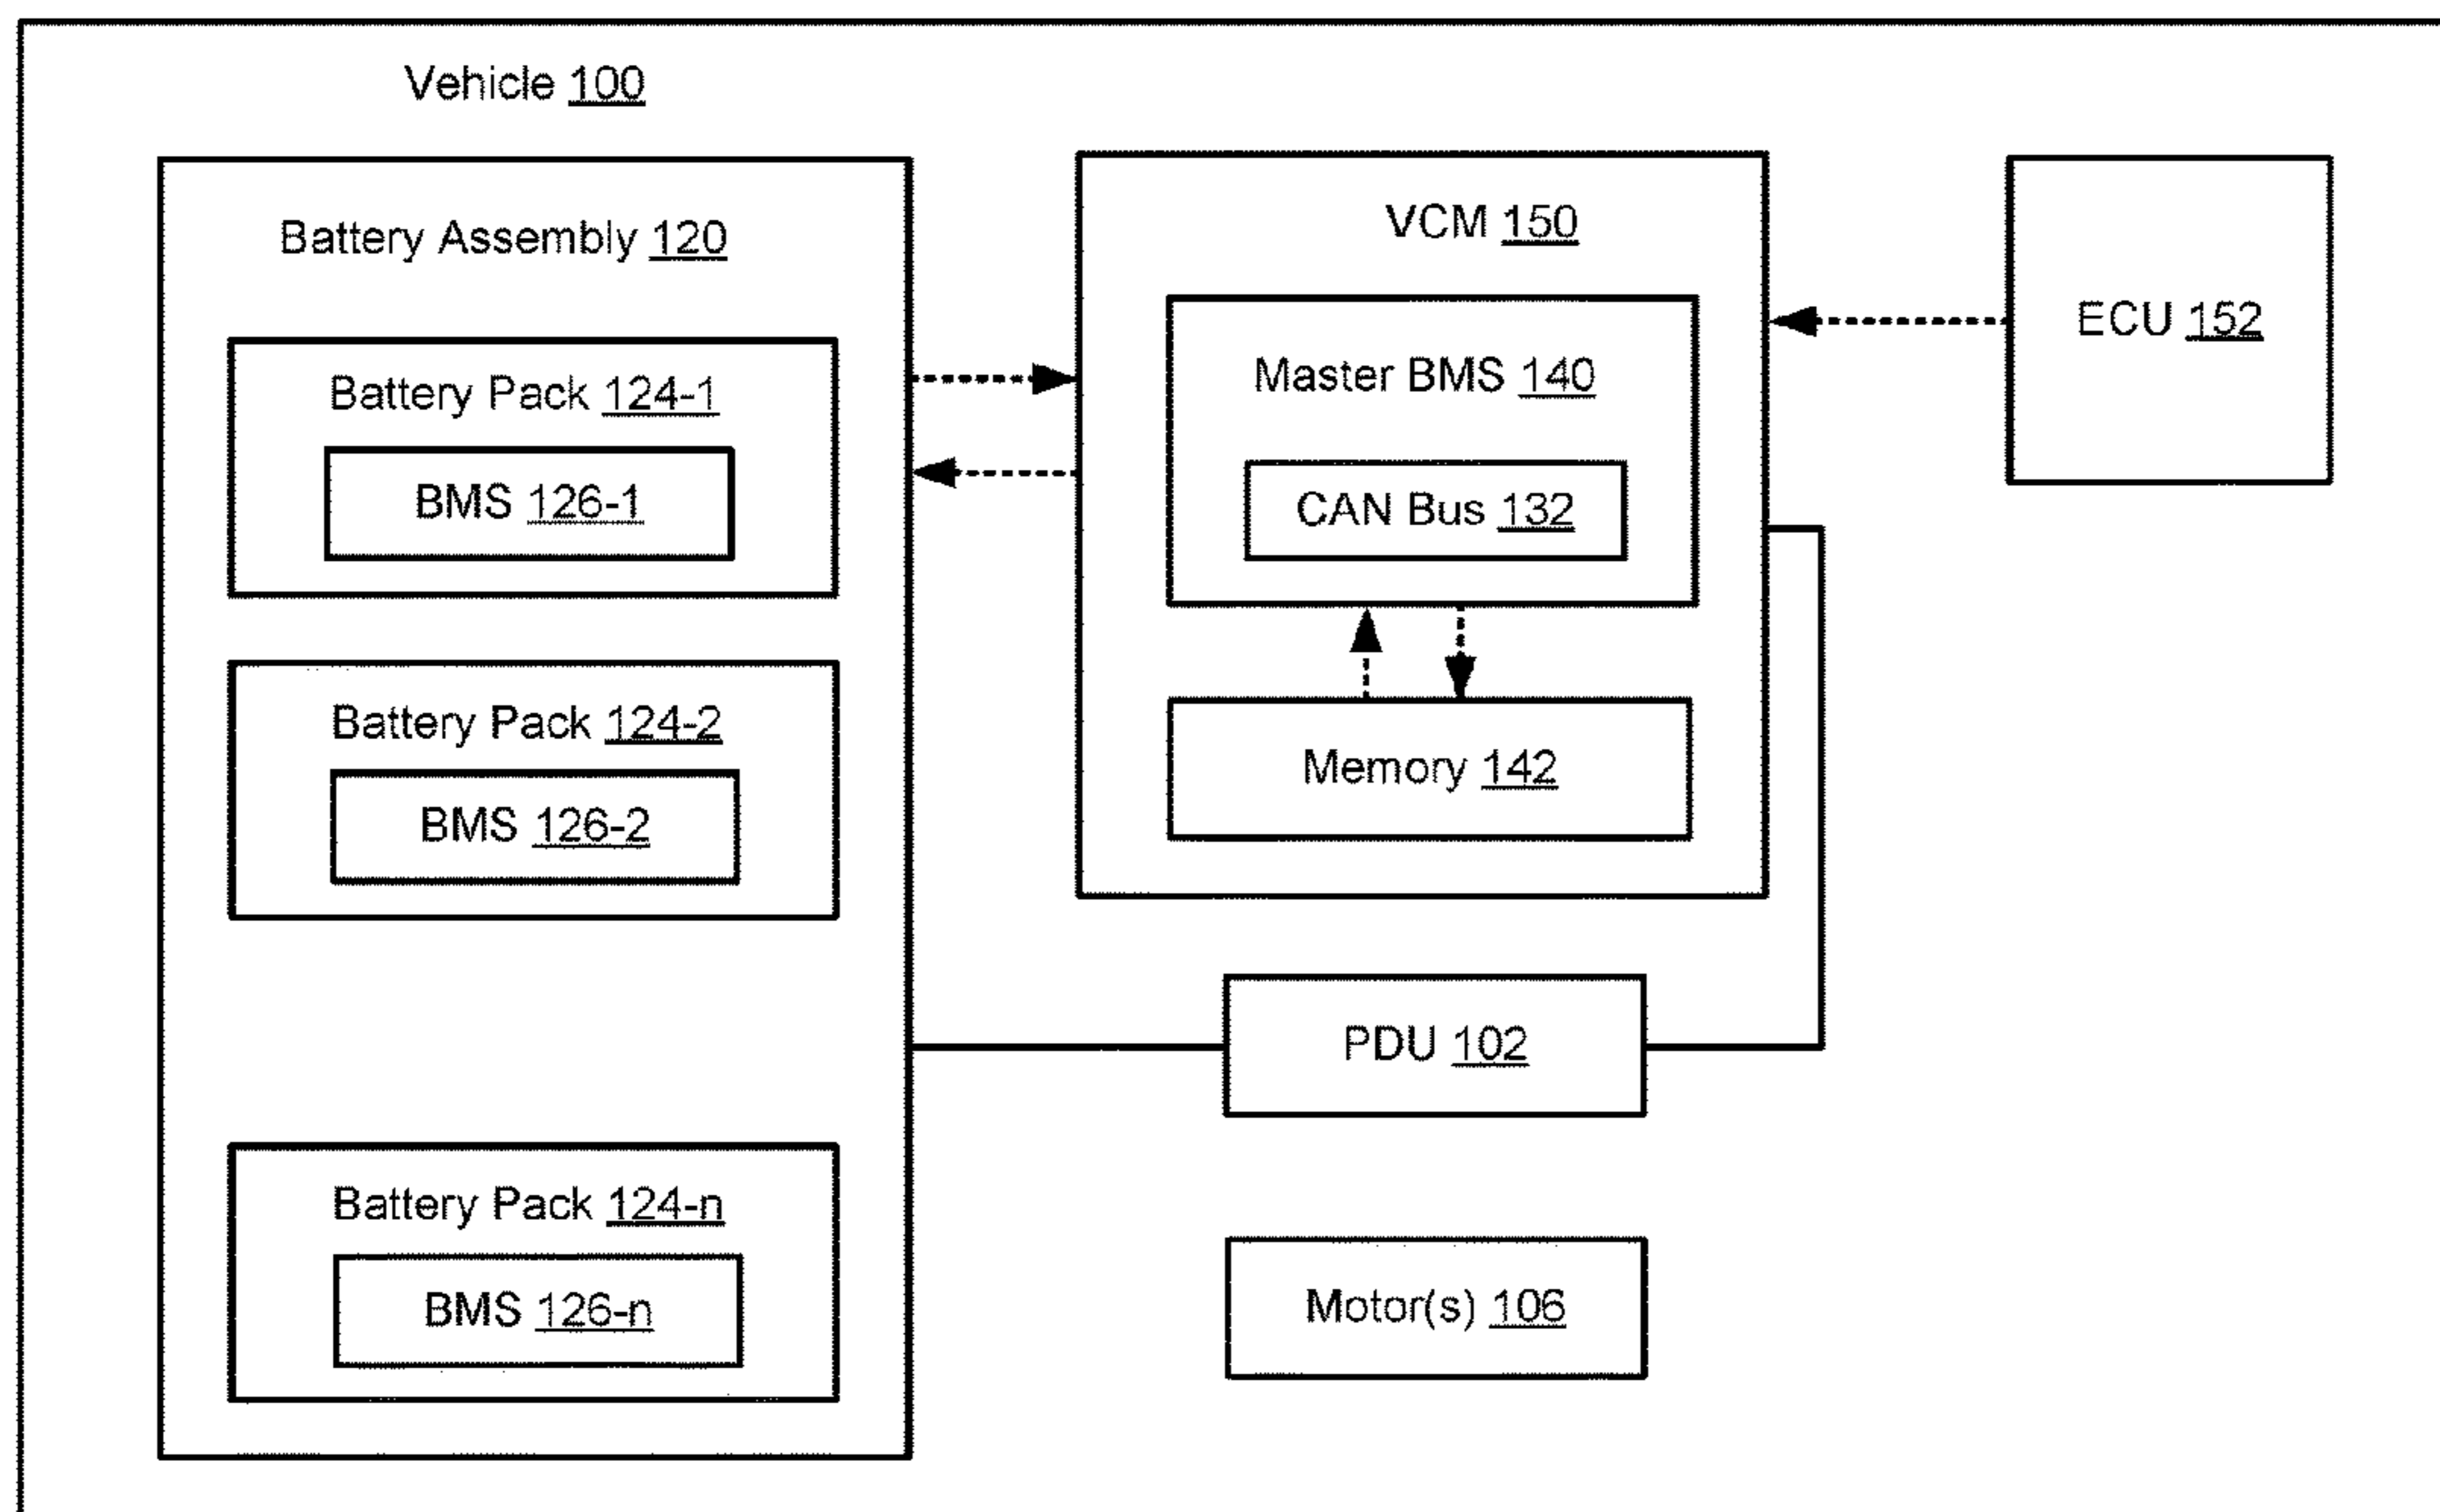 Vehicle 100
Battery Assembly 120
Battery Pack 124-1
BMS 126-1
Battery Pack 124-2
BMS 126-2
Battery Pack 124-n
BMS 126-n
VCM 150
Master BMS 140
CAN Bus 132
Memory 142
ECU 152
PDU 102
Motor(s) 106